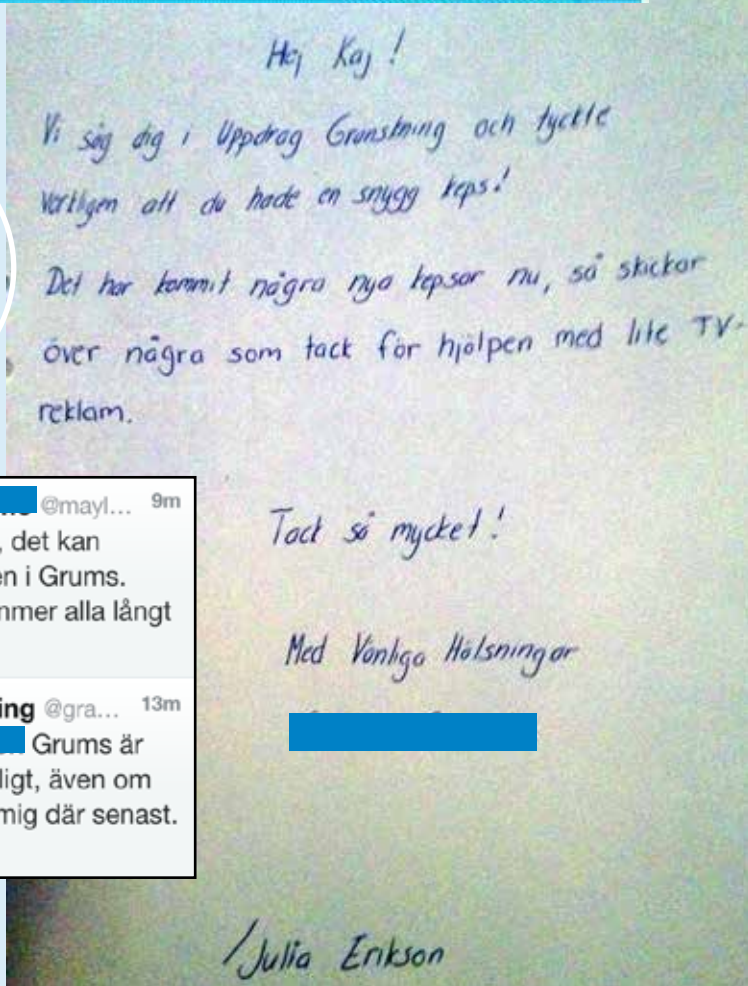 Hej Kaj!
Vi såg dig i Uppdrag Granskning och tyckte
verkligen att du hade en snygg keps!
Det har kommit några nya kepsar nu, så skickar
över några som tack för hjälpen med lite TV-
reklam.
Tack så mycket!
Med Vänliga Hälsningar
/Julia Erikson
@mayl... 9m
, det kan
en i Grums.
mmer alla långt
ing @gra... 13m
Grums är
ligt, även om
mig där senast.